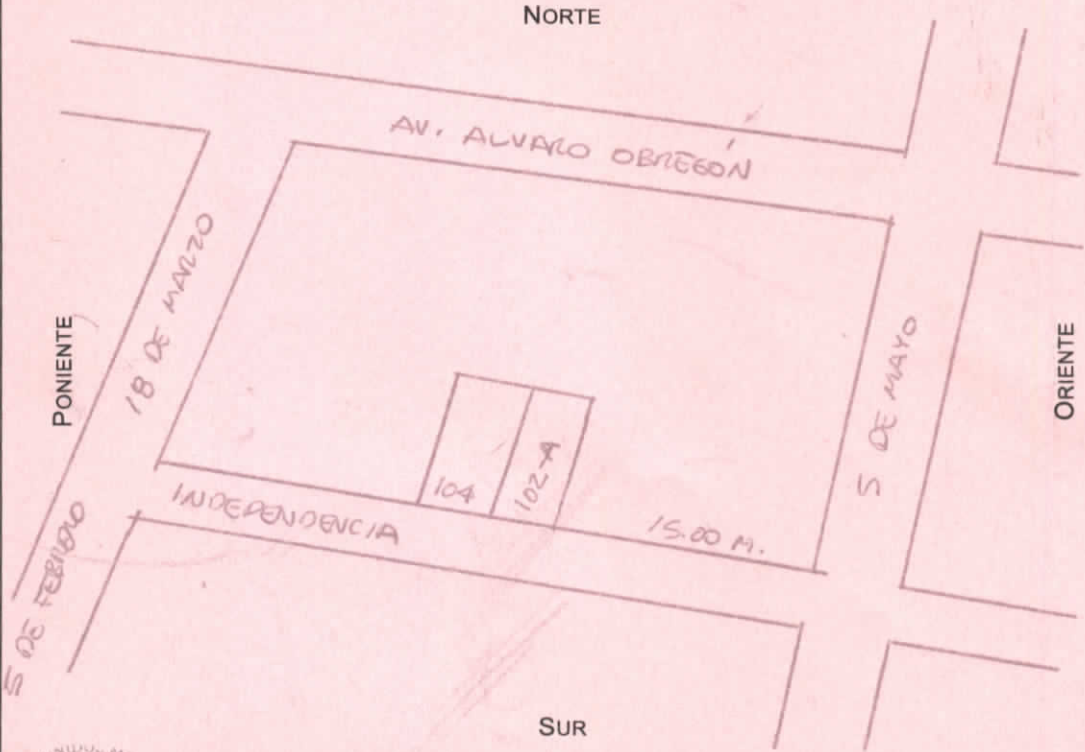 NORTE
AV. ALVARO OBREGÓN
18 DE MARZO
PONIENTE
ORIENTE
5 DE MAYO
104
102-A
INDEPENDENCIA
15.00 M.
5 DE FEBRERO
SUR